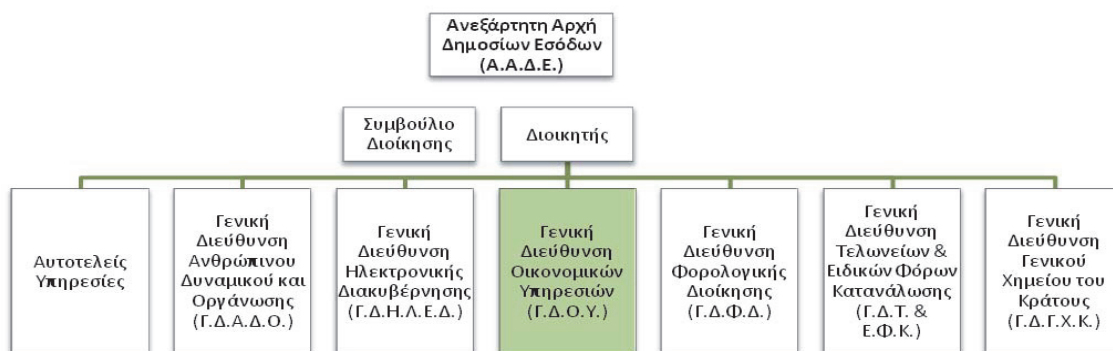 Ανεξάρτητη Αρχή
Δημοσίων Εσόδων
(Α.Α.Δ.Ε.)
Συμβούλιο
Διοίκησης
Διοικητής
Αυτοτελείς
Υπηρεσίες
Γενική
Διεύθυνση
Ανθρώπινου
Δυναμικού και
Οργάνωσης
(Γ.Δ.Α.Δ.Ο.)
Γενική
Διεύθυνση
Ηλεκτρονικής
Διακυβέρνησης
(Γ.Δ.Η.Λ.Ε.Δ.)
Γενική
Διεύθυνση
Οικονομικών
Υπηρεσιών
(Γ.Δ.Ο.Υ.)
Γενική
Διεύθυνση
Φορολογικής
Διοίκησης
(Γ.Δ.Φ.Δ.)
Γενική
Διεύθυνση
Τελωνείων &
Ειδικών Φόρων
Κατανάλωσης
(Γ.Δ.Τ. &
Ε.Φ.Κ.)
Γενική
Διεύθυνση
Γενικού
Χημείου του
Κράτους
(Γ.Δ.Γ.Χ.Κ.)